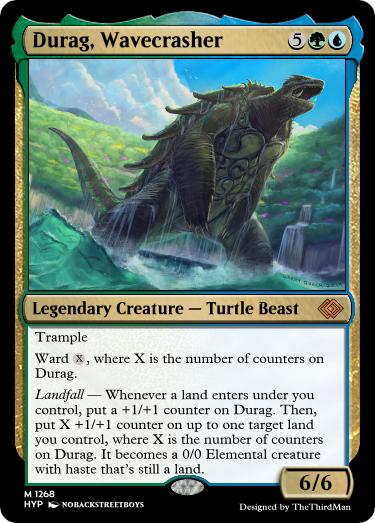 Durag, Wavecrasher 5
Legendary Creature — Turtle Beast
Trample
Ward X, where X is the number of counters on
Durag.
Landfall — Whenever a land enters under you
control, put a +1/+1 counter on Durag. Then,
put X +1/+1 counter on up to one target land
you control, where X is the number of counters
on Durag. It becomes a 0/0 Elemental creature
with haste that's still a land.
6/6
M 1268
HYP NOBACKSTREETBOYS
Designed by TheThirdMan